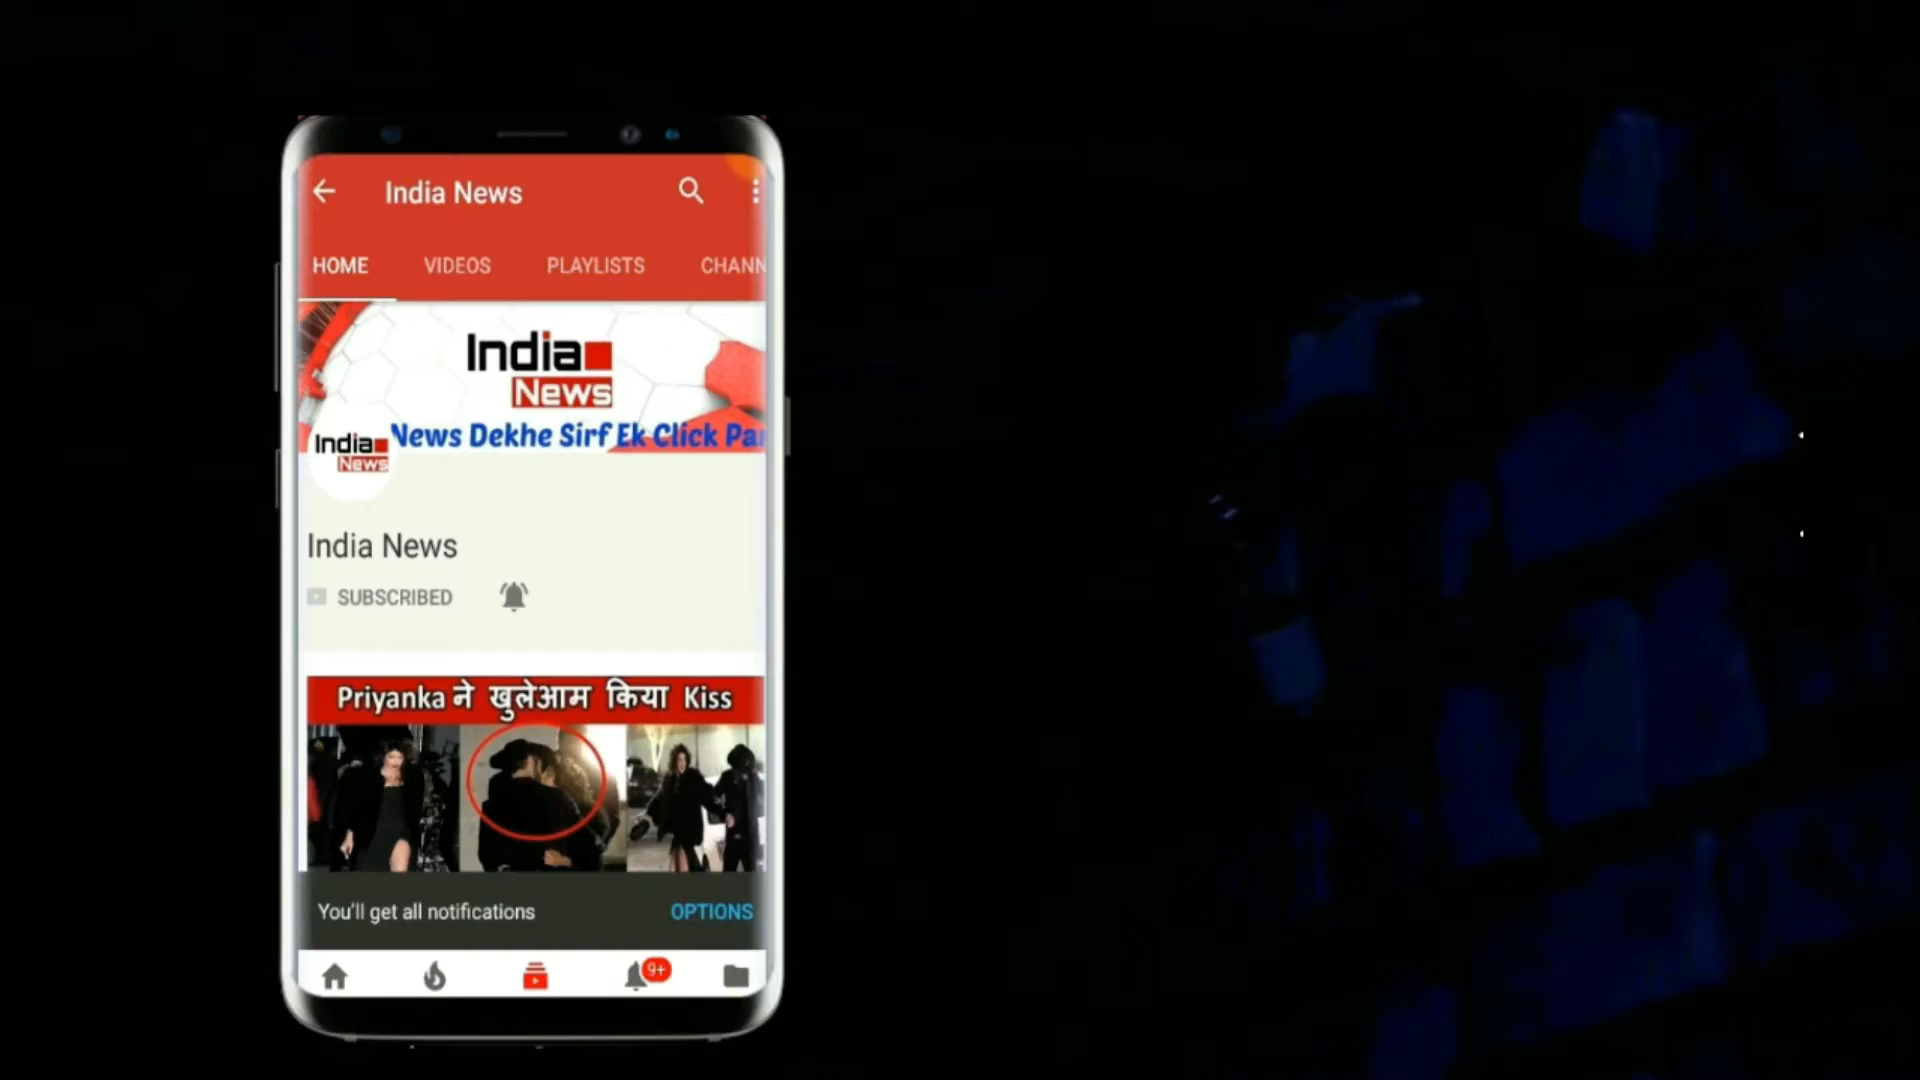 India News
HOME VIDEOS PLAYLISTS CHANN
India
News
News Dekhe Sirf Ek Click Par
India
News
India News
SUBSCRIBED
Priyanka ने खुलेआम किया Kiss
You'll get all notifications OPTIONS
9+